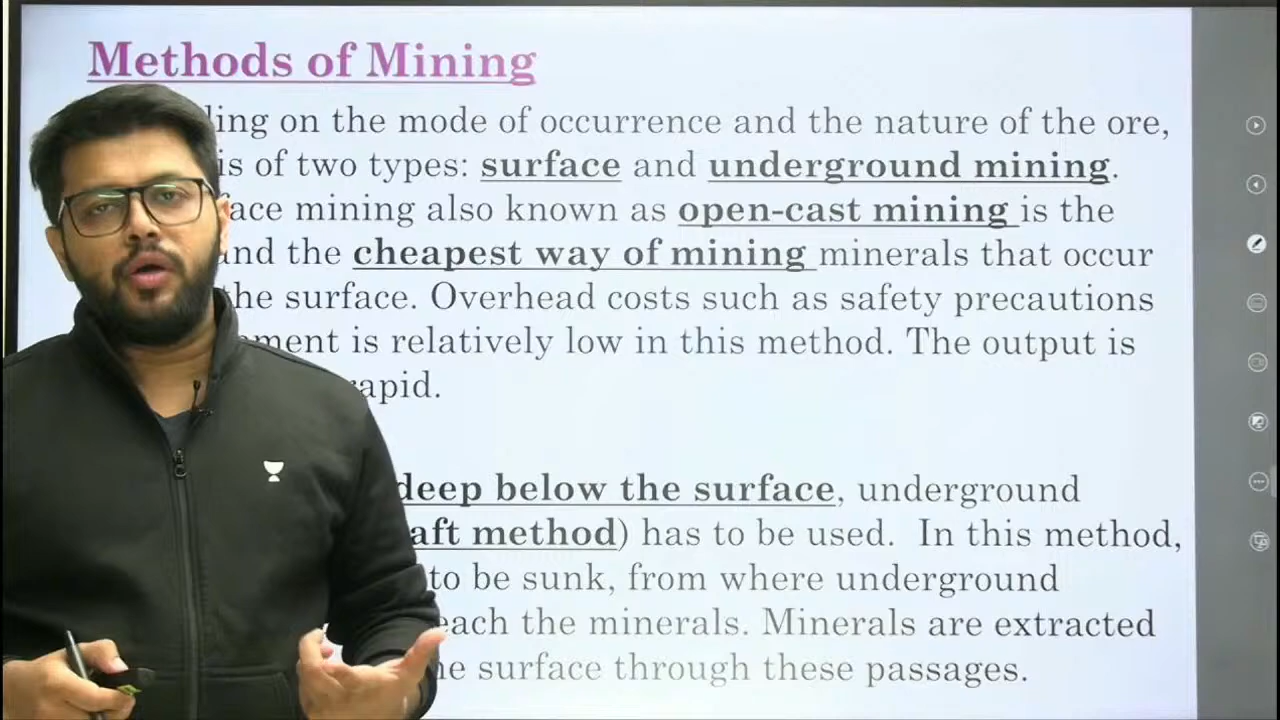 Methods of Mining
ling on the mode of occurrence and the nature of the ore,
is of two types: surface and underground mining.
face mining also known as open-cast mining is the
and the cheapest way of mining minerals that occur
the surface. Overhead costs such as safety precautions
ment is relatively low in this method. The output is
rapid.
deep below the surface, underground
aft method) has to be used. In this method,
to be sunk, from where underground
each the minerals. Minerals are extracted
he surface through these passages.